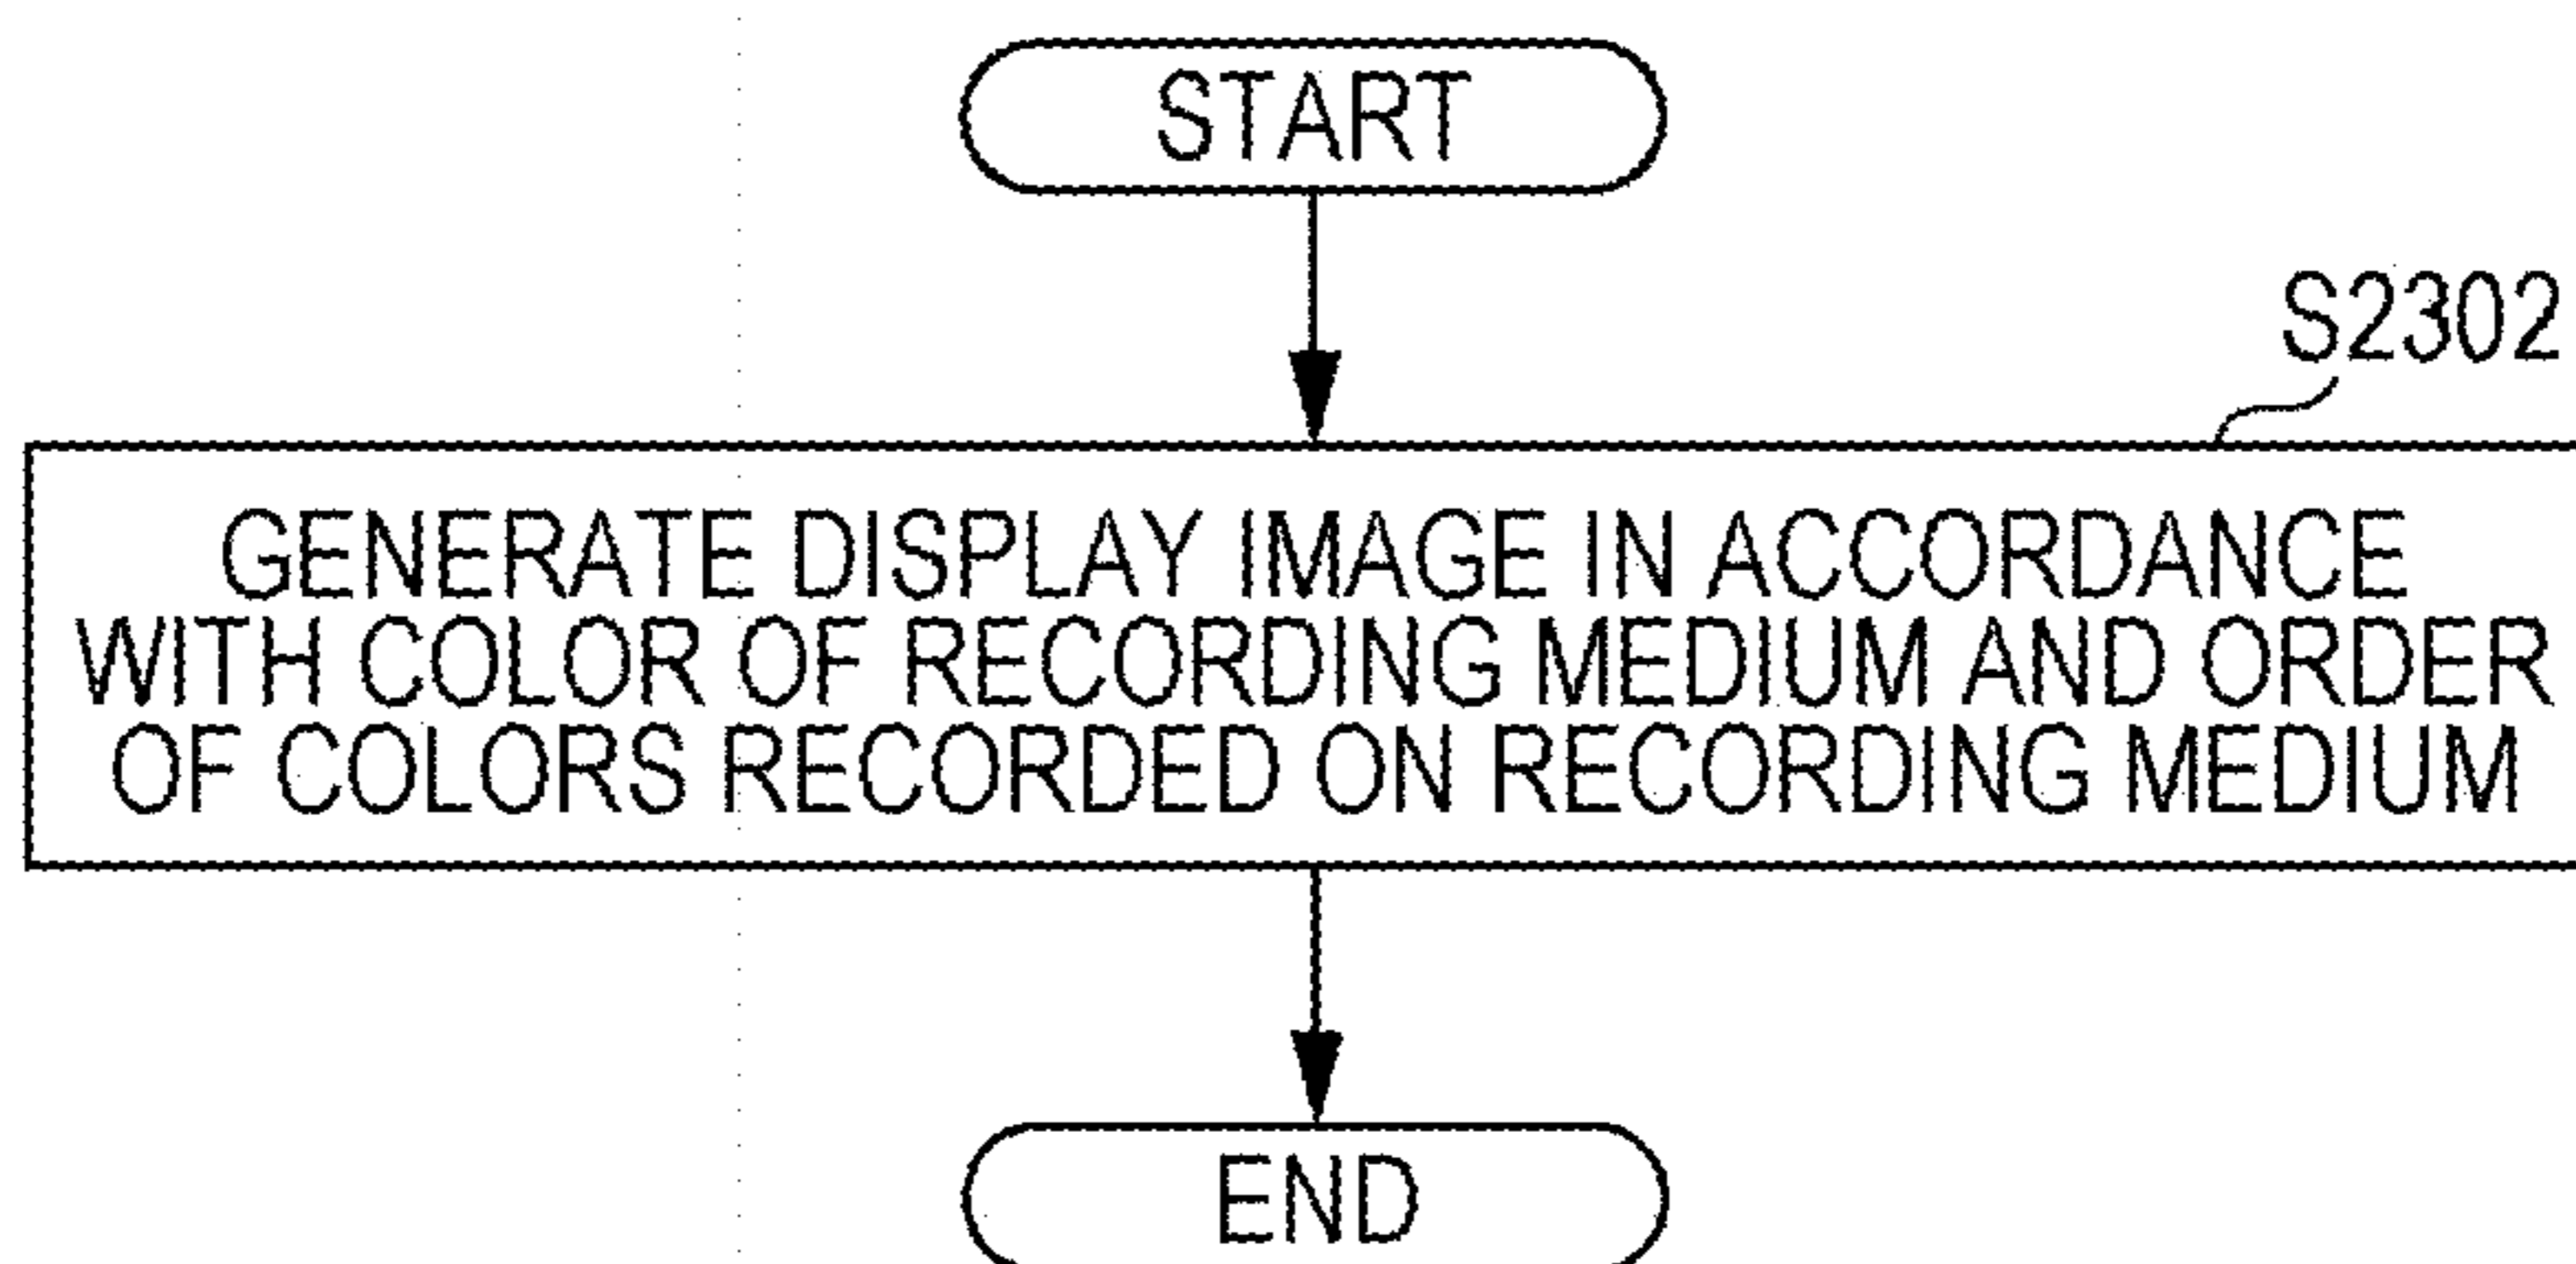 START
S2302
GENERATE DISPLAY IMAGE IN ACCORDANCE
WITH COLOR OF RECORDING MEDIUM AND ORDER
OF COLORS RECORDED ON RECORDING MEDIUM
END